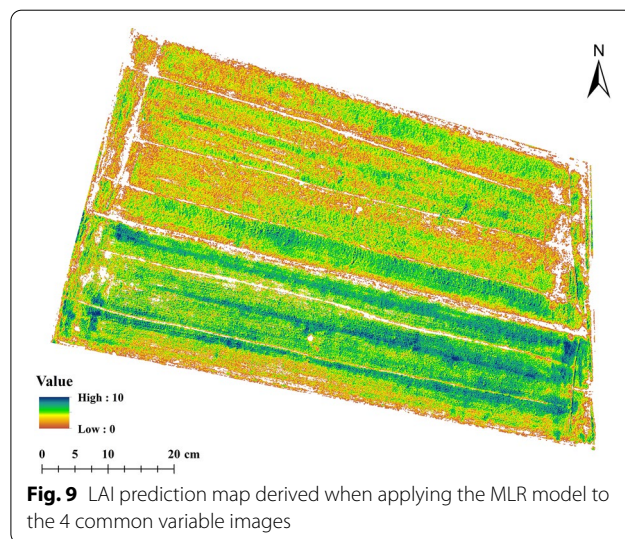 N
Value
High : 10
Low : 0
0 5 10 20 cm
Fig. 9 LAI prediction map derived when applying the MLR model to
the 4 common variable images